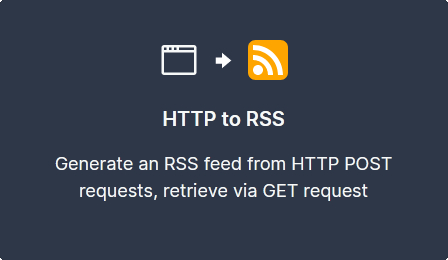 HTTP to RSS
Generate an RSS feed from HTTP POST
requests, retrieve via GET request